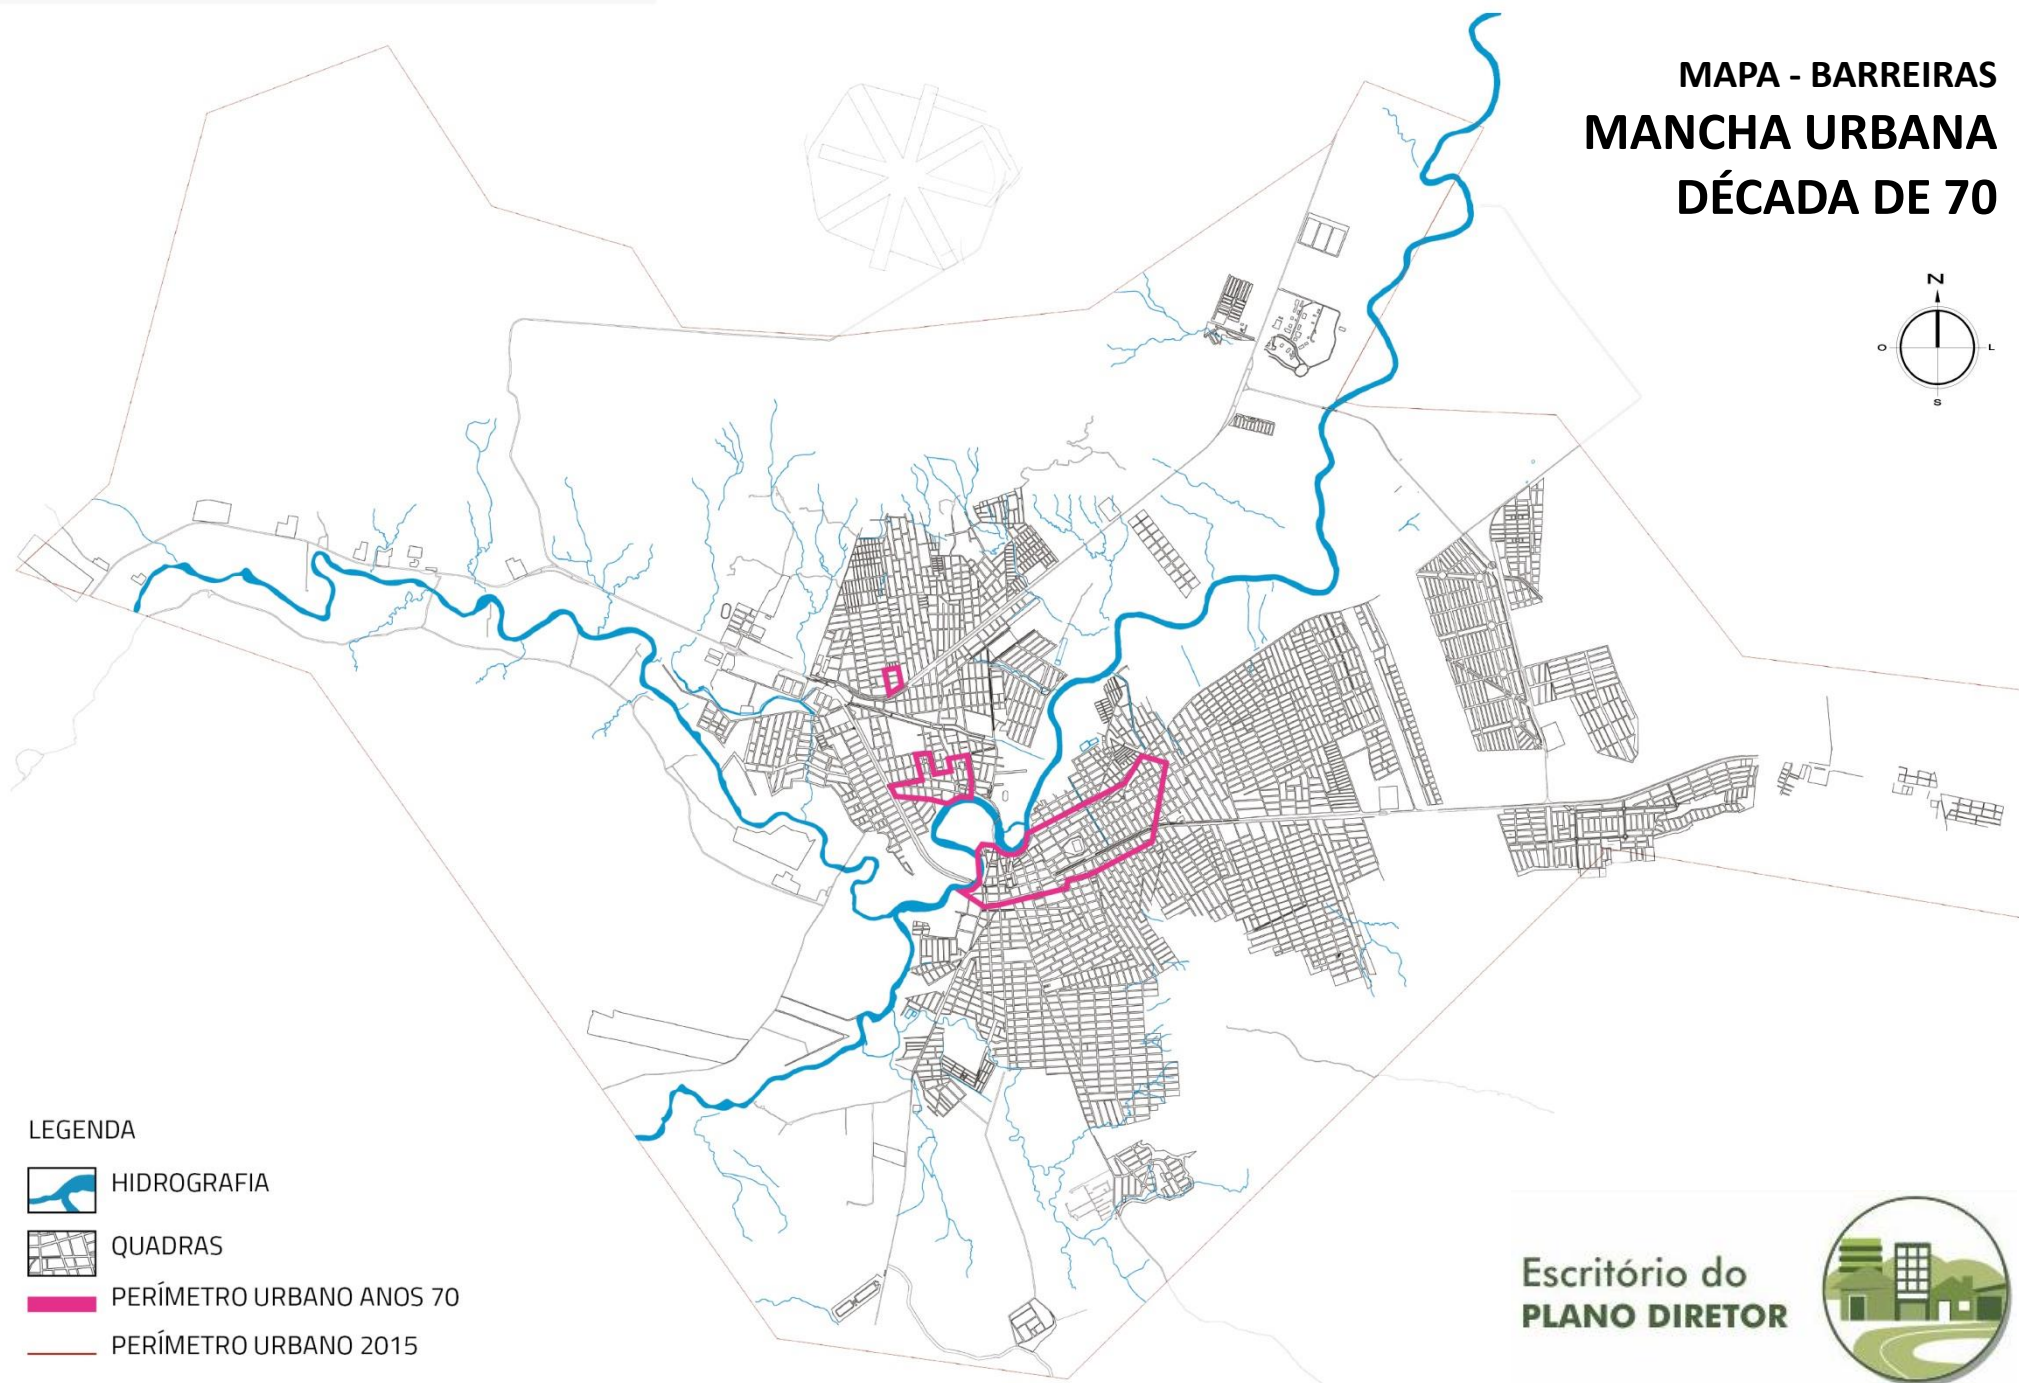 MAPA - BARREIRAS
MANCHA URBANA
DÉCADA DE 70
N
O
L
S
LEGENDA
HIDROGRAFIA
QUADRAS
PERÍMETRO URBANO ANOS 70
PERÍMETRO URBANO 2015
Escritório do
PLANO DIRETOR